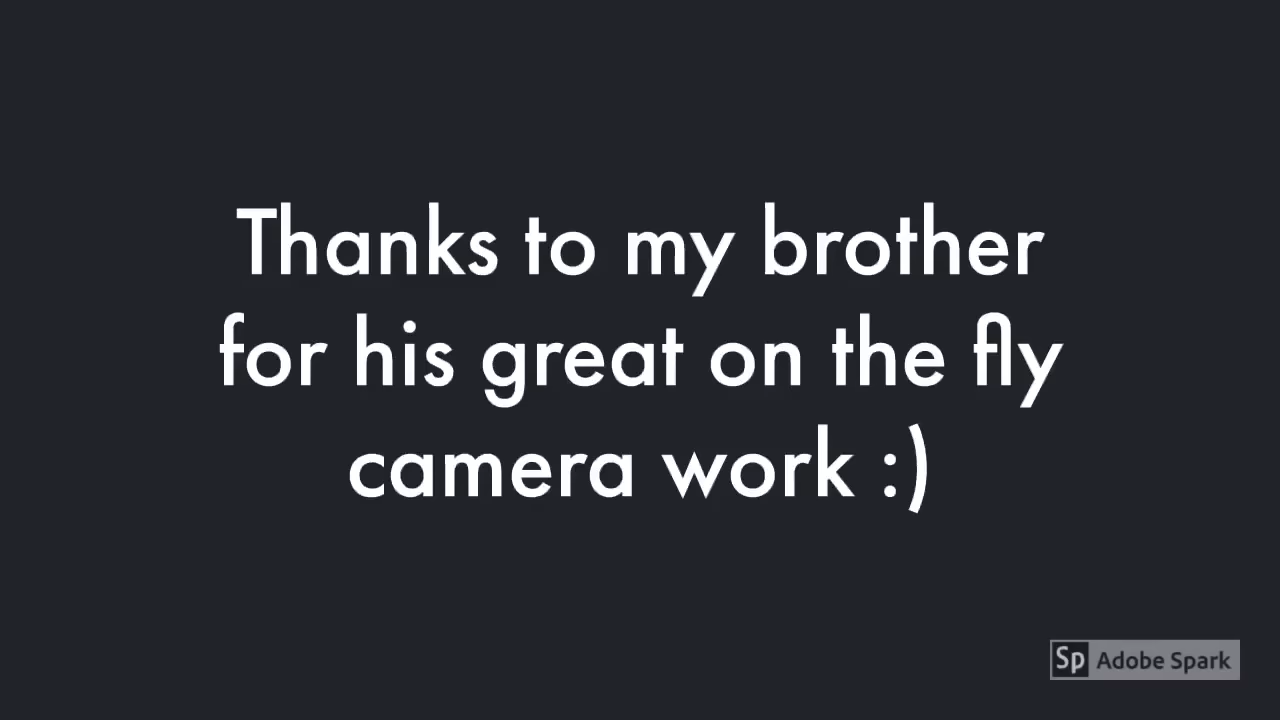 Thanks to my brother
for his great on the fly
camera work :)
Sp Adobe Spark